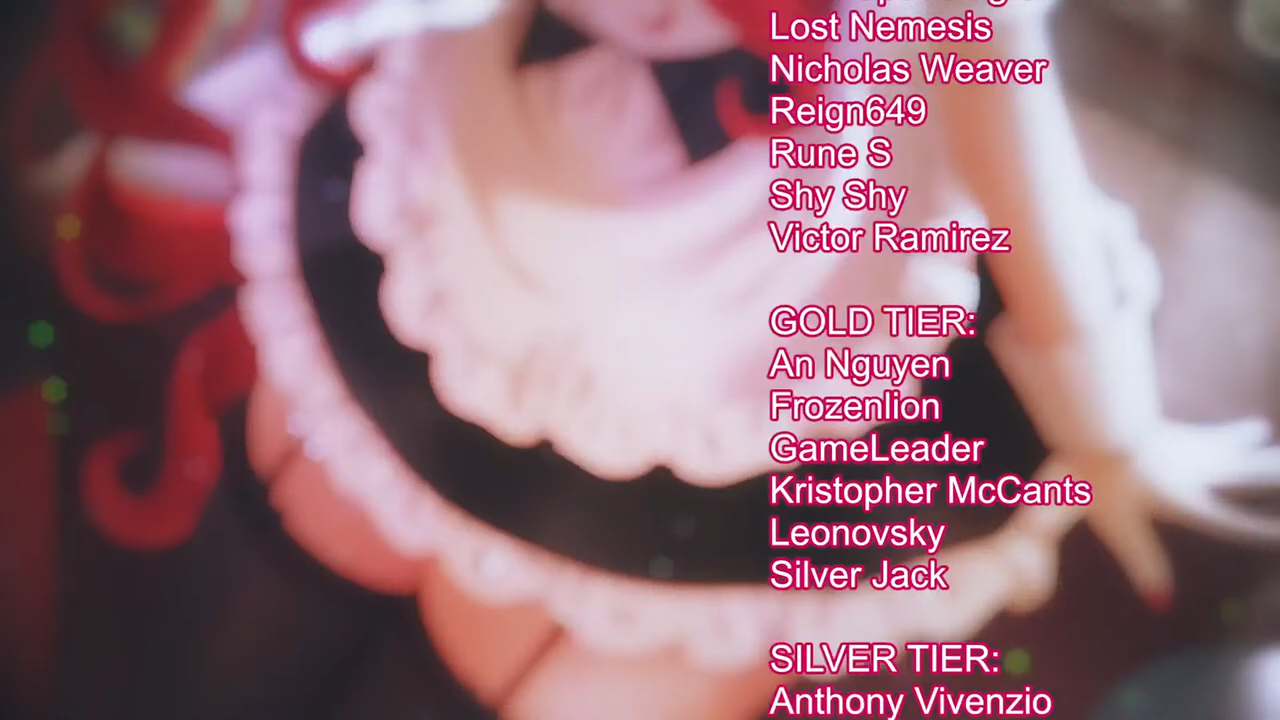 Lost Nemesis
Nicholas Weaver
Reign649
Rune S
Shy Shy
Victor Ramirez
GOLD TIER:
An Nguyen
Frozenlion
GameLeader
Kristopher McCants
Leonovsky
Silver Jack
SILVER TIER:
Anthony Vivenzio